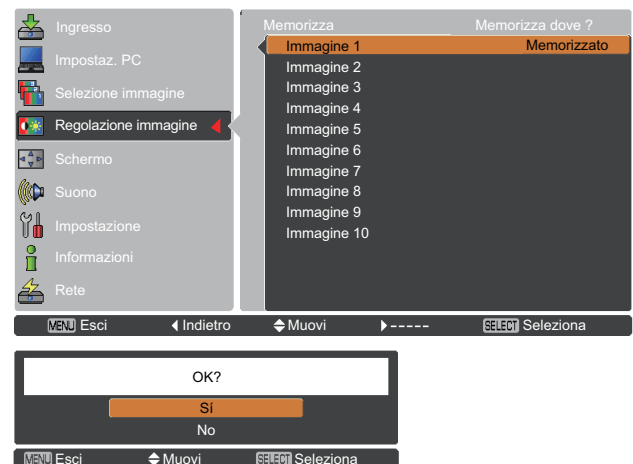 Ingresso
Impostaz. PC
Selezione immagine
Regolazione immagine
Schermo
Suono
Impostazione
Informazioni
Rete
Memorizza Memorizza dove ?
Immagine 1 Memorizzato
Immagine 2
Immagine 3
Immagine 4
Immagine 5
Immagine 6
Immagine 7
Immagine 8
Immagine 9
Immagine 10
MENU Esci Indietro Muovi ----- SELECT Seleziona
OK?
Sí
No
MENU Esci Muovi SELECT Seleziona